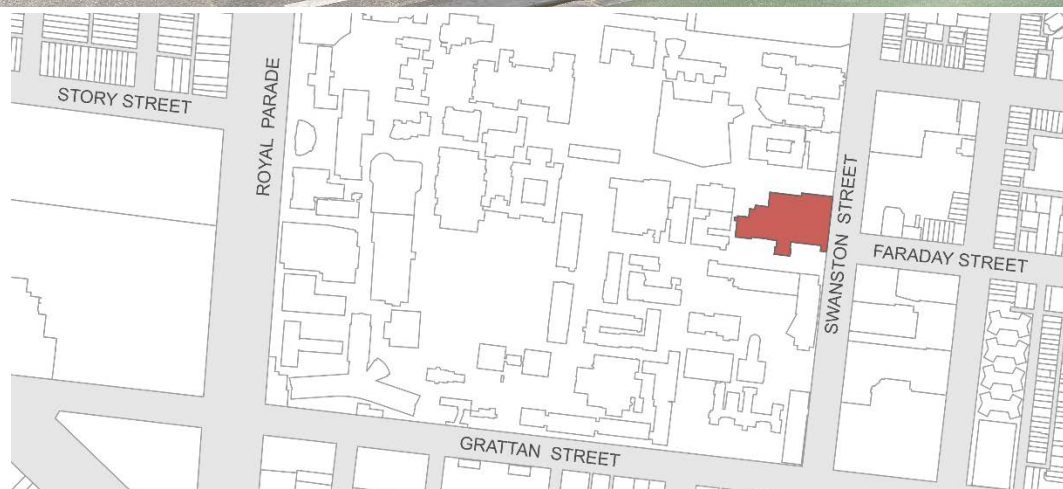 STORY STREET
ROYAL PARADE
SWANSTON STREET
FARADAY STREET
GRATTAN STREET